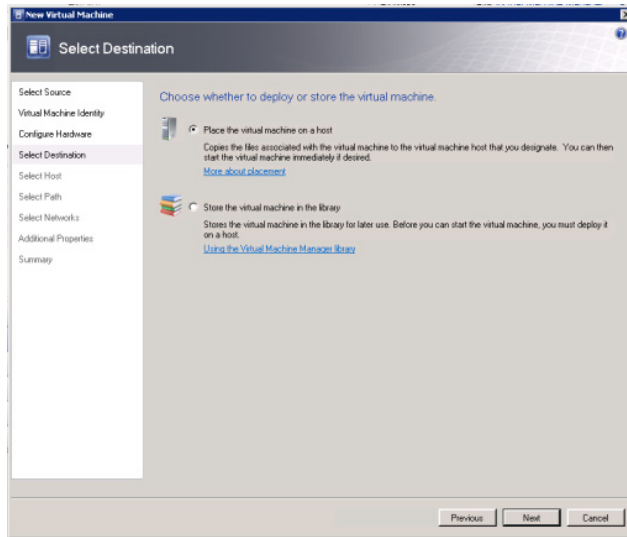 New Virtual Machine
Select Destination
Select Source
Virtual Machine Identity
Configure Hardware
Select Destination
Select Host
Select Path
Select Networks
Additional Properties
Summary
Choose whether to deploy or store the virtual machine.
Place the virtual machine on a host
Copies the files associated with the virtual machine to the virtual machine host that you designate. You can then
start the virtual machine immediately if desired.
More about placement
Store the virtual machine in the library
Stores the virtual machine in the library for later use. Before you can start the virtual machine, you must deploy it
on a host.
Using the Virtual Machine Manager library
Previous
Next
Cancel